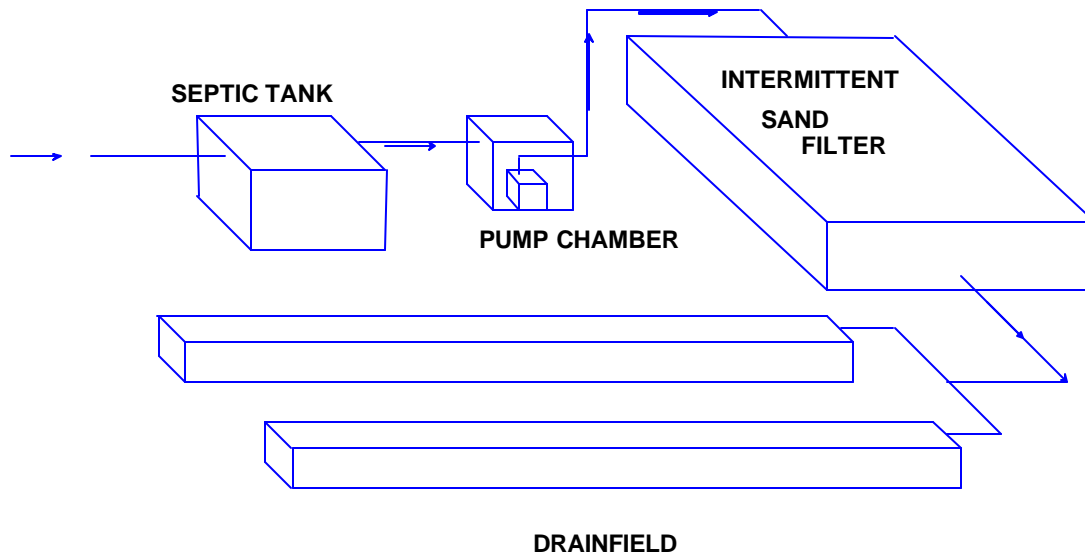 SEPTIC TANK
INTERMITTENT
SAND
FILTER
PUMP CHAMBER
DRAINFIELD